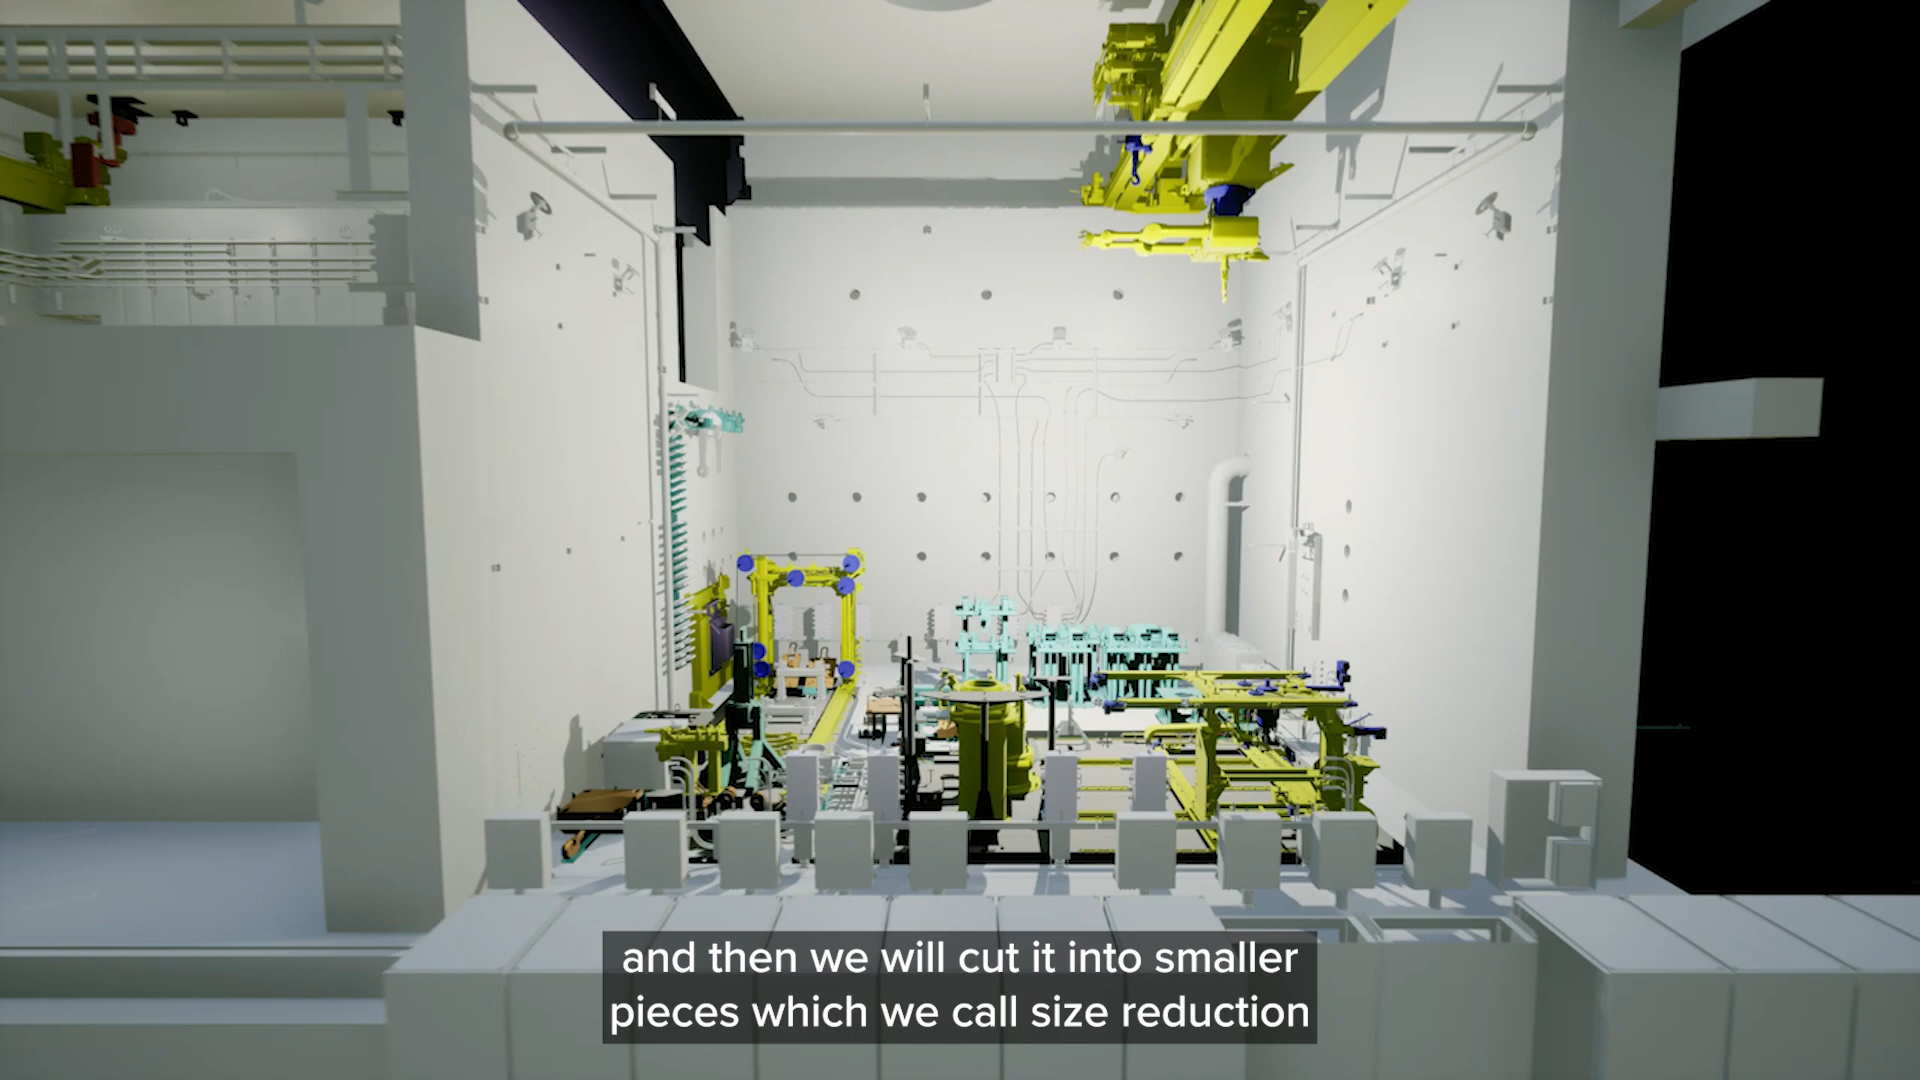 and then we will cut it into smaller
pieces which we call size reduction